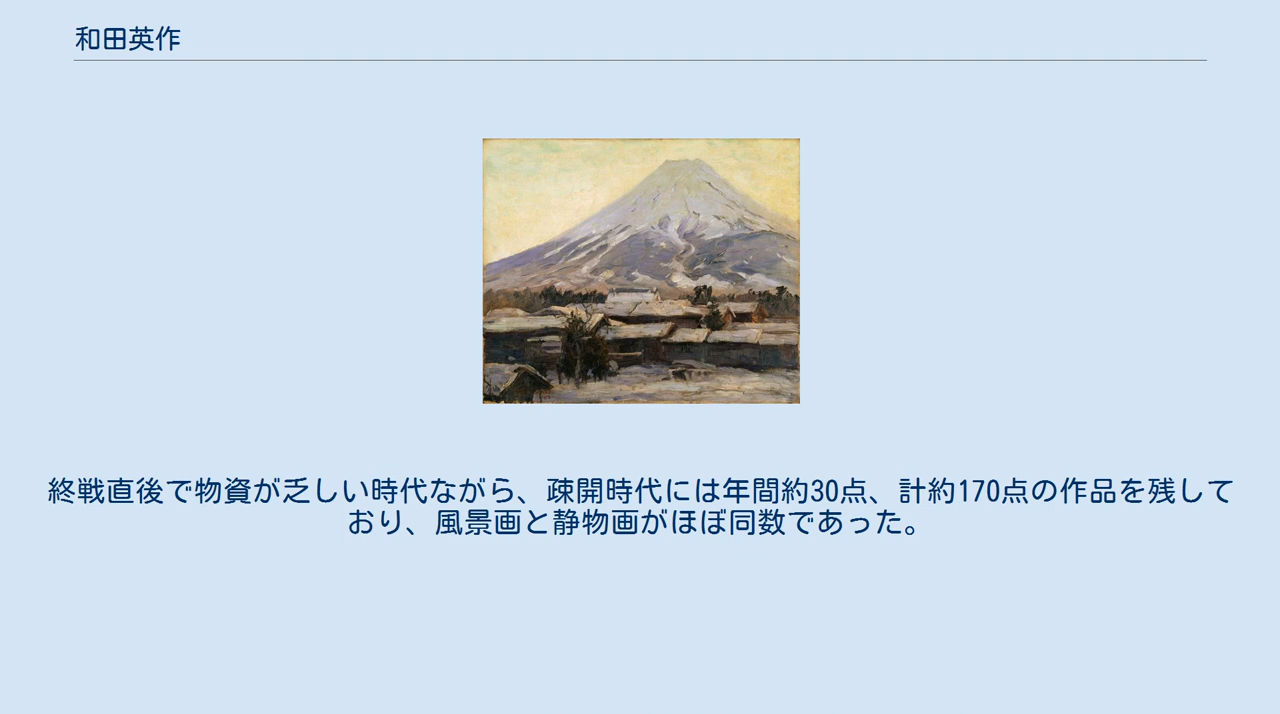 和田英作
終戦直後で物資が乏しい時代ながら、疎開時代には年間約30点、計約170点の作品を残して
おり、風景画と静物画がほぼ同数であった。